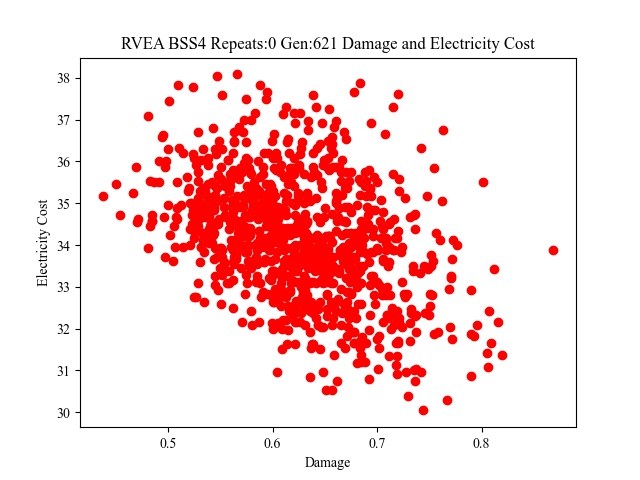 RVEA BSS4 Repeats:0 Gen:621 Damage and Electricity Cost
38
37
36
35
34
33
32
31
30
Electricity Cost
0.5 0.6 0.7 0.8
Damage